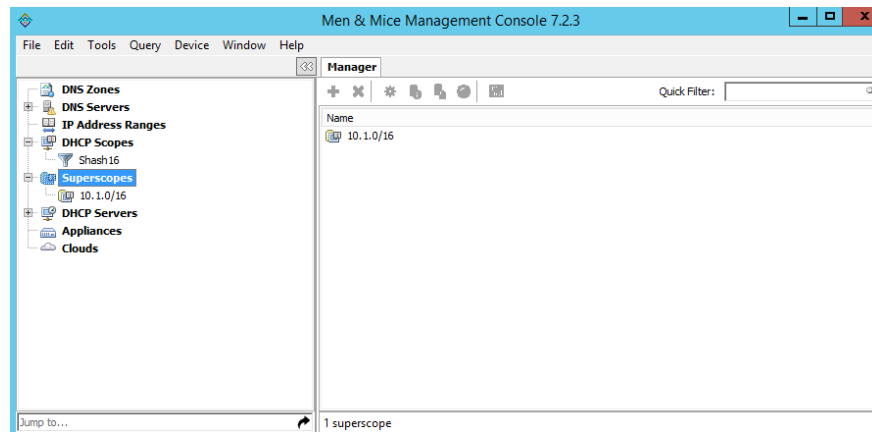 Men & Mice Management Console 7.2.3
File Edit Tools Query Device Window Help
Manager
Quick Filter:
DNS Zones
DNS Servers
IP Address Ranges
DHCP Scopes
Shash16
Superscopes
10.1.0/16
DHCP Servers
Appliances
Clouds
Name
10.1.0/16
Jump to...
1 superscope